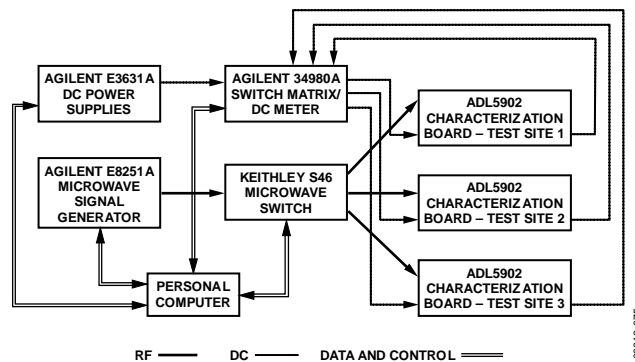 AGILENT E3631A
DC POWER
SUPPLIES
AGILENT 34980A
SWITCH MATRIX/
DC METER
ADL5902
CHARACTERIZATION
BOARD – TEST SITE 1
AGILENT E8251A
MICROWAVE
SIGNAL
GENERATOR
KEITHLEY S46
MICROWAVE
SWITCH
ADL5902
CHARACTERIZATION
BOARD – TEST SITE 2
PERSONAL
COMPUTER
ADL5902
CHARACTERIZATION
BOARD – TEST SITE 3
RF
DC
DATA AND CONTROL